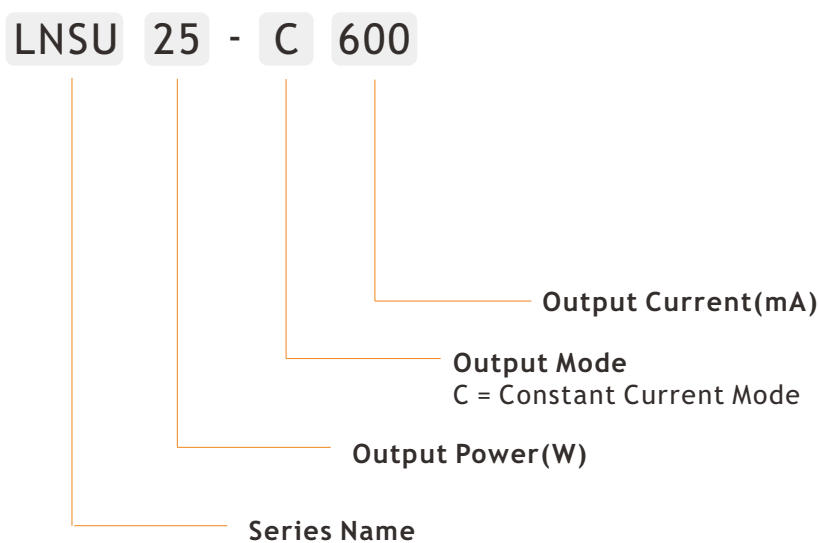 LNSU 25 - C 600
Output Current(mA)
Output Mode
C = Constant Current Mode
Output Power(W)
Series Name